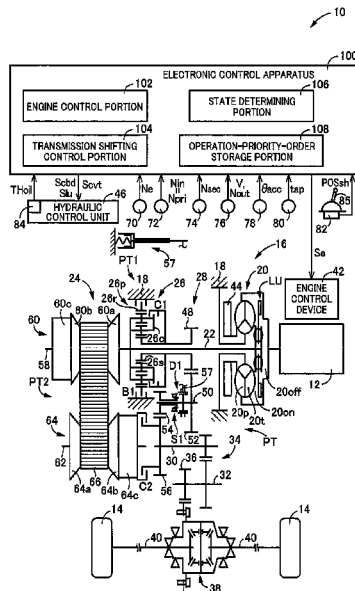 10
100
ELECTRONIC CONTROL APPARATUS
102
ENGINE CONTROL PORTION
106
STATE DETERMINING PORTION
104
TRANSMISSION SHIFTING CONTROL PORTION
108
OPERATION-PRIORITY-ORDER STORAGE PORTION
THoil
Scbd
Slu
Scvt
46
Ne
Nin
||
Npri
Nsec
V,
Nout
θacc
tap
POSsh
85
84
HYDRAULIC CONTROL UNIT
70
72
74
76
78
80
82
Se
57
PT1
16
42
ENGINE CONTROL DEVICE
24
26p
18
26
28
18
20
LU
26r
C1
48
44
60c
60b
60a
26c
22
60
58
26s
12
PT2
B1
D1
57
20off
20p
20t
20on
64
54
S1
50
52
PT
62
36
34
30
32
64a
66
64b
64c
C2
56
14
40
40
14
38